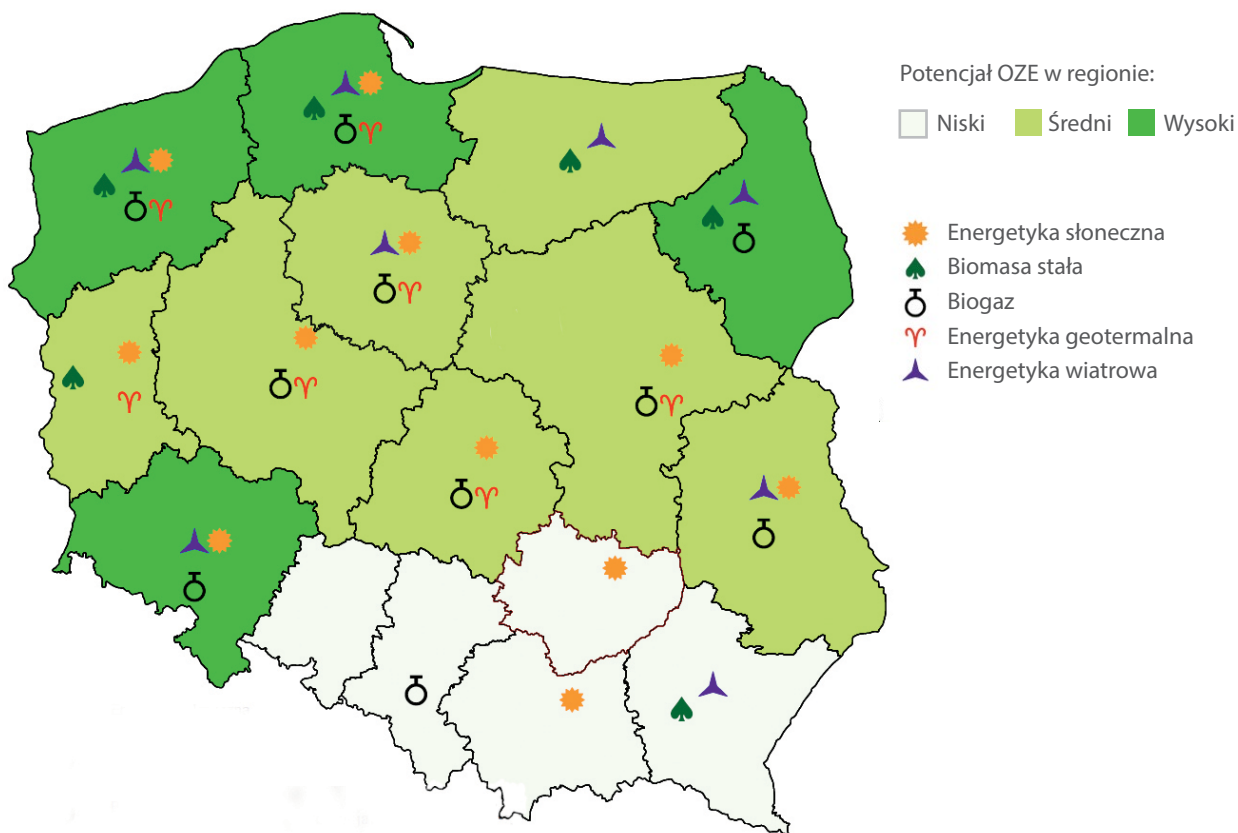 Potencjał OZE w regionie:
Niski Średni Wysoki
Energetyka słoneczna
Biomasa stała
Biogaz
Energetyka geotermalna
Energetyka wiatrowa